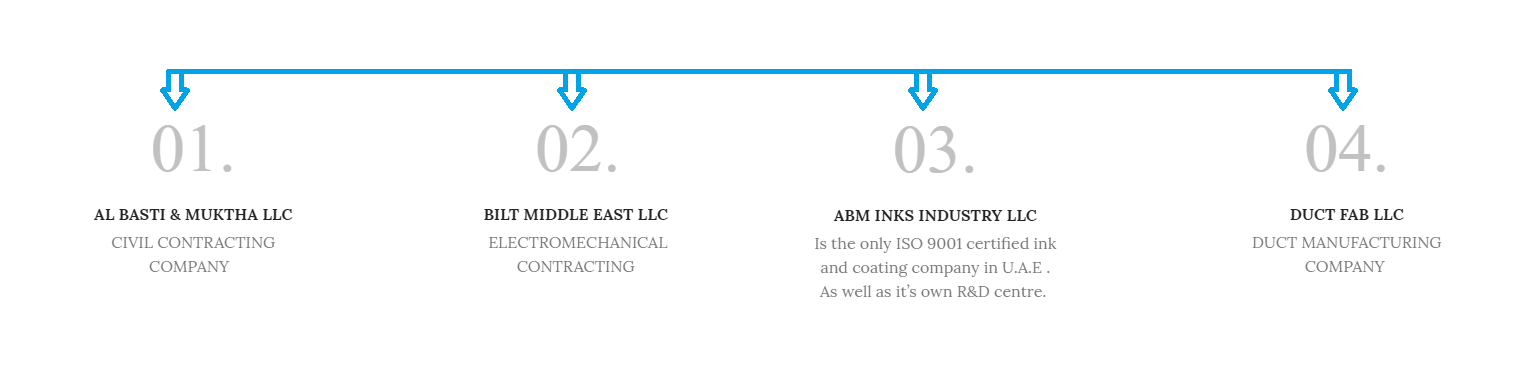 01.
AL BASTI & MUKTHA LLC
CIVIL CONTRACTING
COMPANY
02.
BILT MIDDLE EAST LLC
ELECTROMECHANICAL
CONTRACTING
03.
ABM INKS INDUSTRY LLC
Is the only ISO 9001 certified ink
and coating company in U.A.E .
As well as it’s own R&D centre.
04.
DUCT FAB LLC
DUCT MANUFACTURING
COMPANY